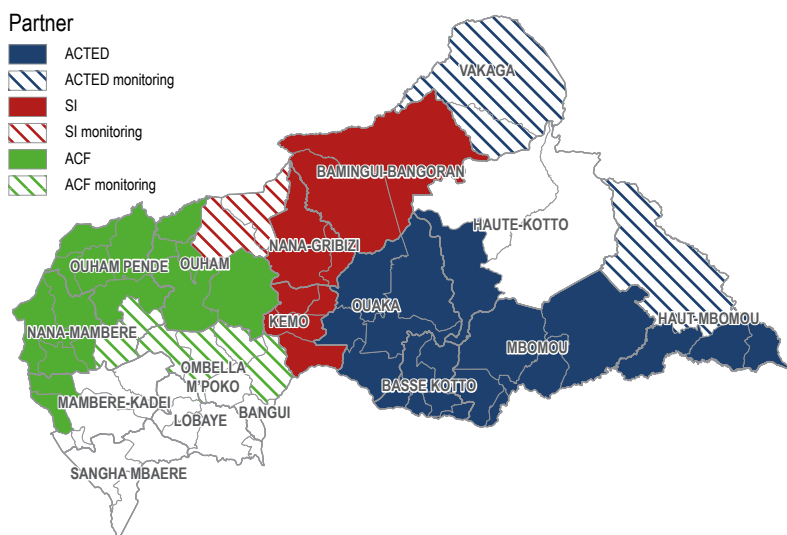 Partner
ACTED
ACTED monitoring
SI
SI monitoring
ACF
ACF monitoring
VAKAGA
BAMINGUI-BANGORAN
HAUTE-KOTTO
NANA-GRIBIZI
OUHAM
OUHAM PENDE
OUAKA
KEMO
HAUT-MBOMOU
NANA-MAMBERE
MBOMOU
OMBELLA
M'POKO
BASSE KOTTO
MAMBERE-KADEI
BANGUI
LOBAYE
SANGHA MBAERE